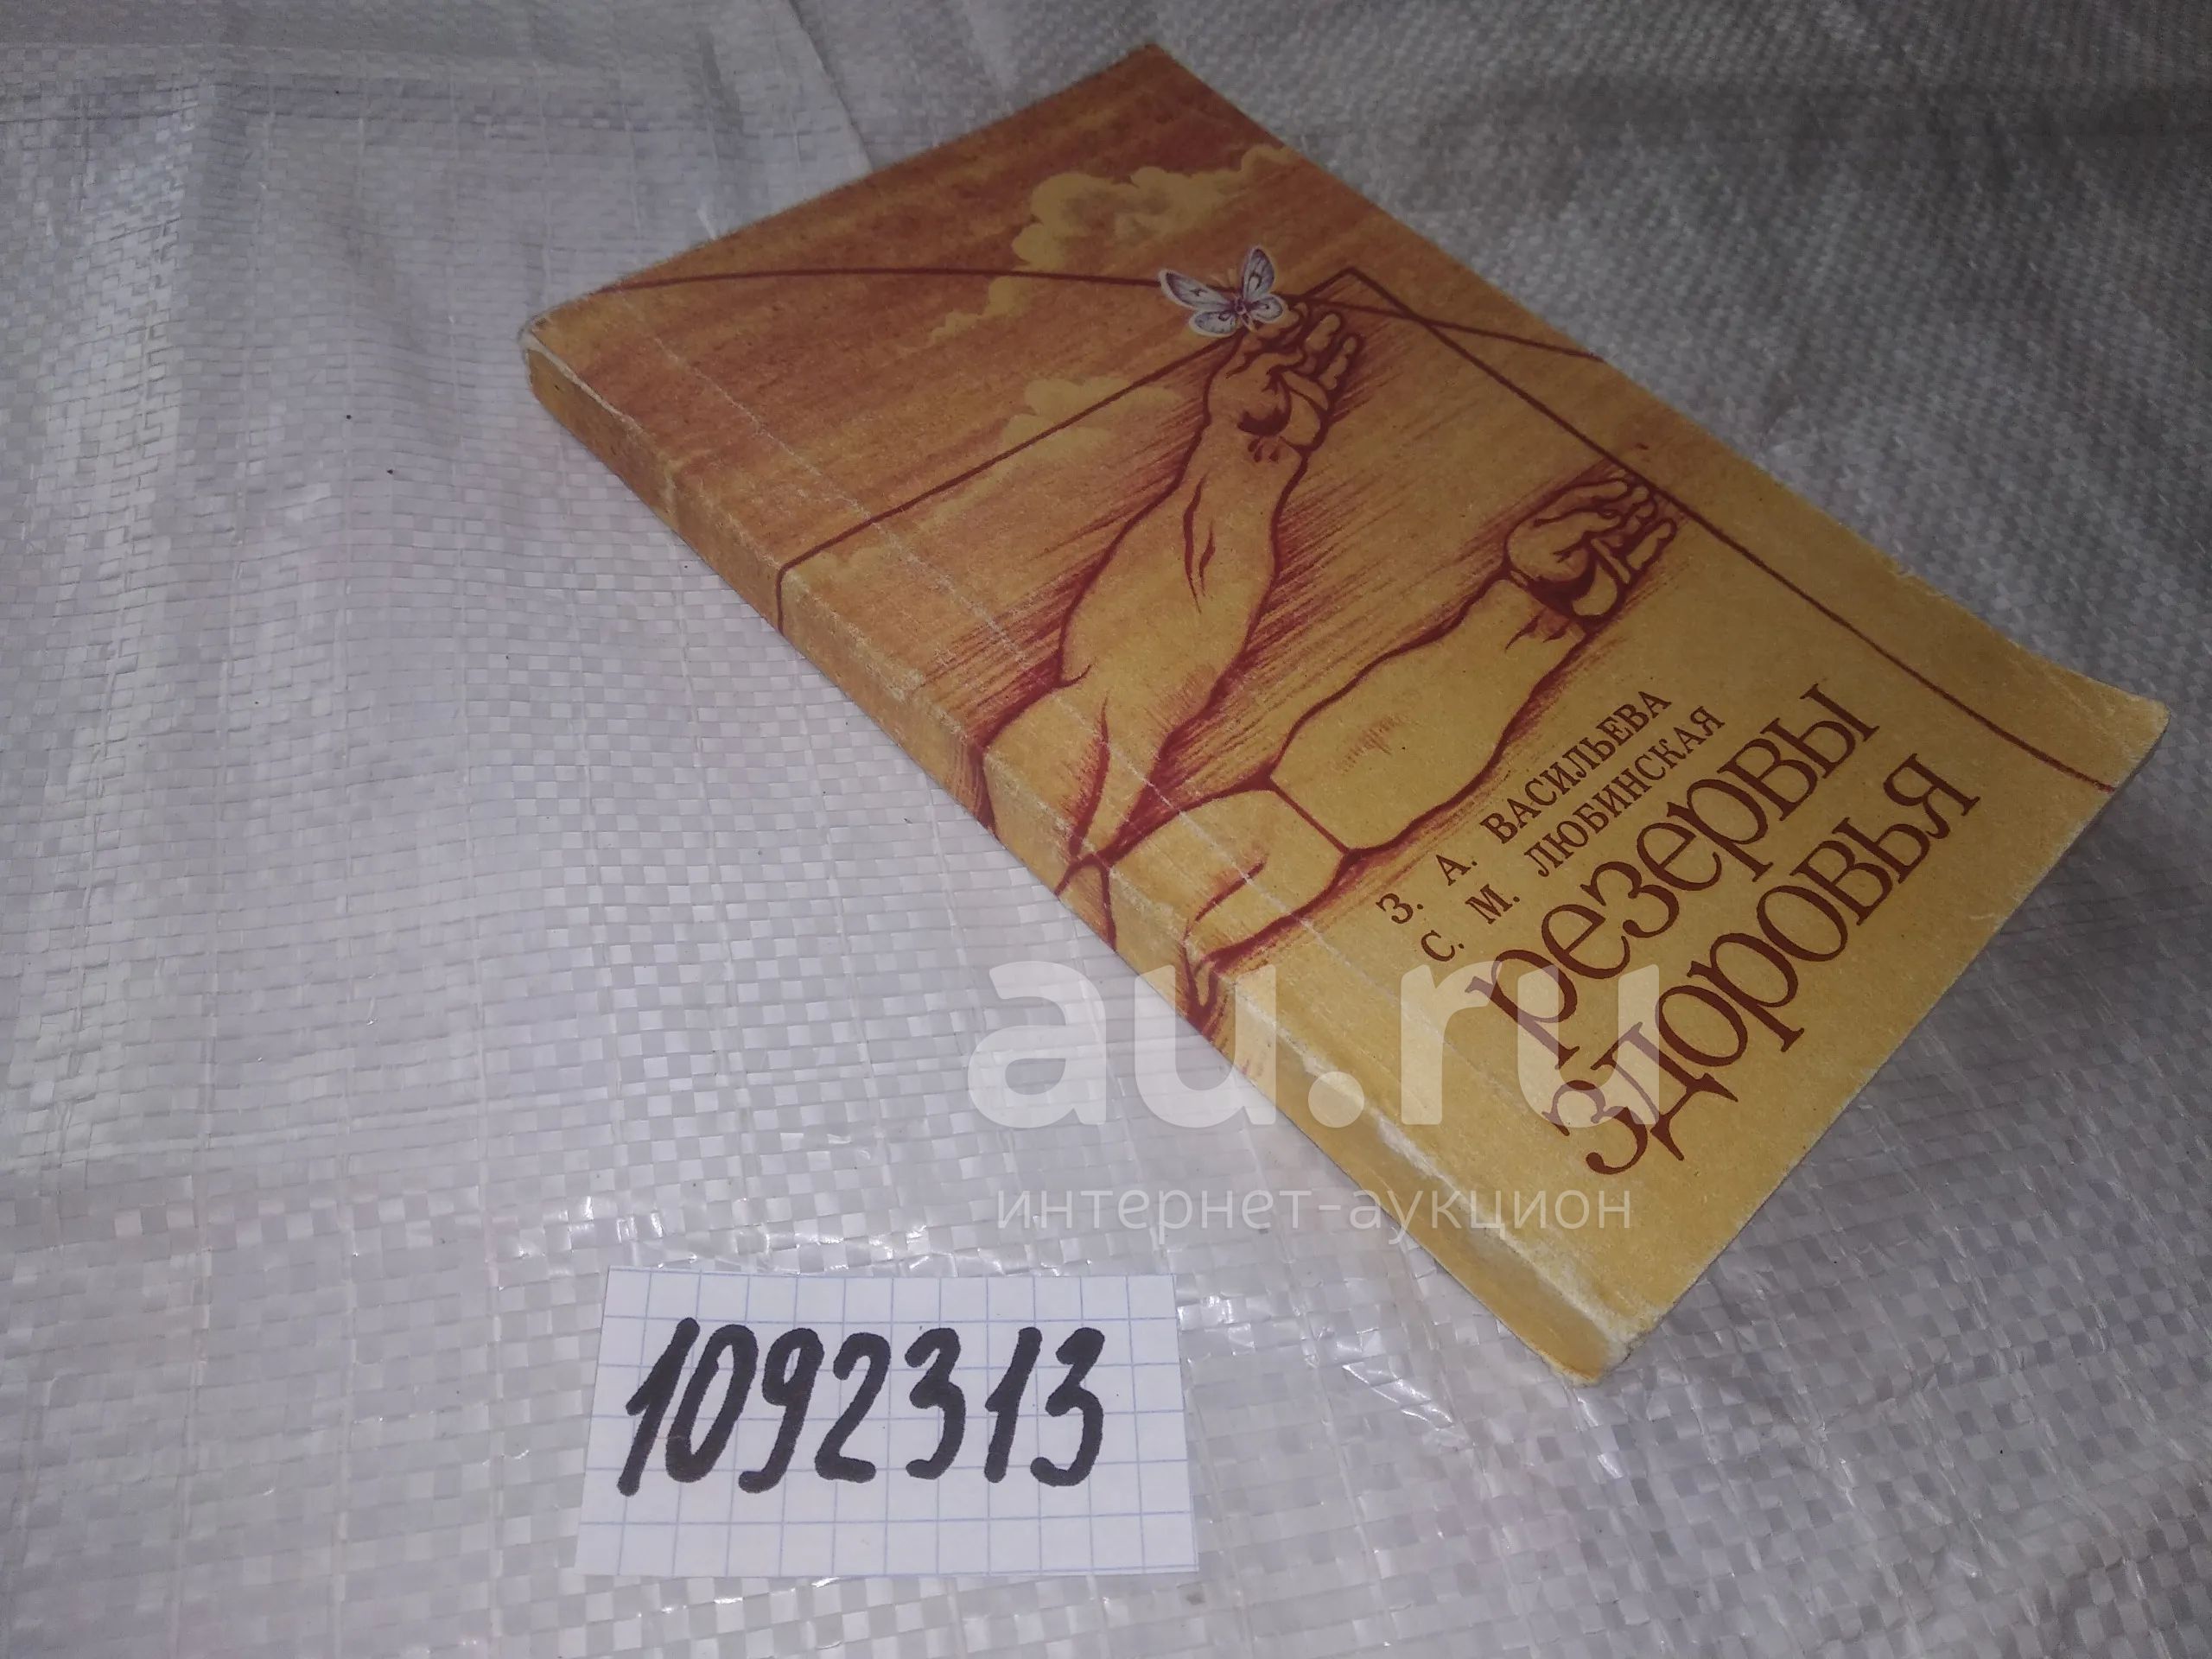 З. А. ВАСИЛЬЕВА
С. М. ЛЮБИНСКАЯ
резервы
здоровья
au.ru
интернет-аукцион
1092313